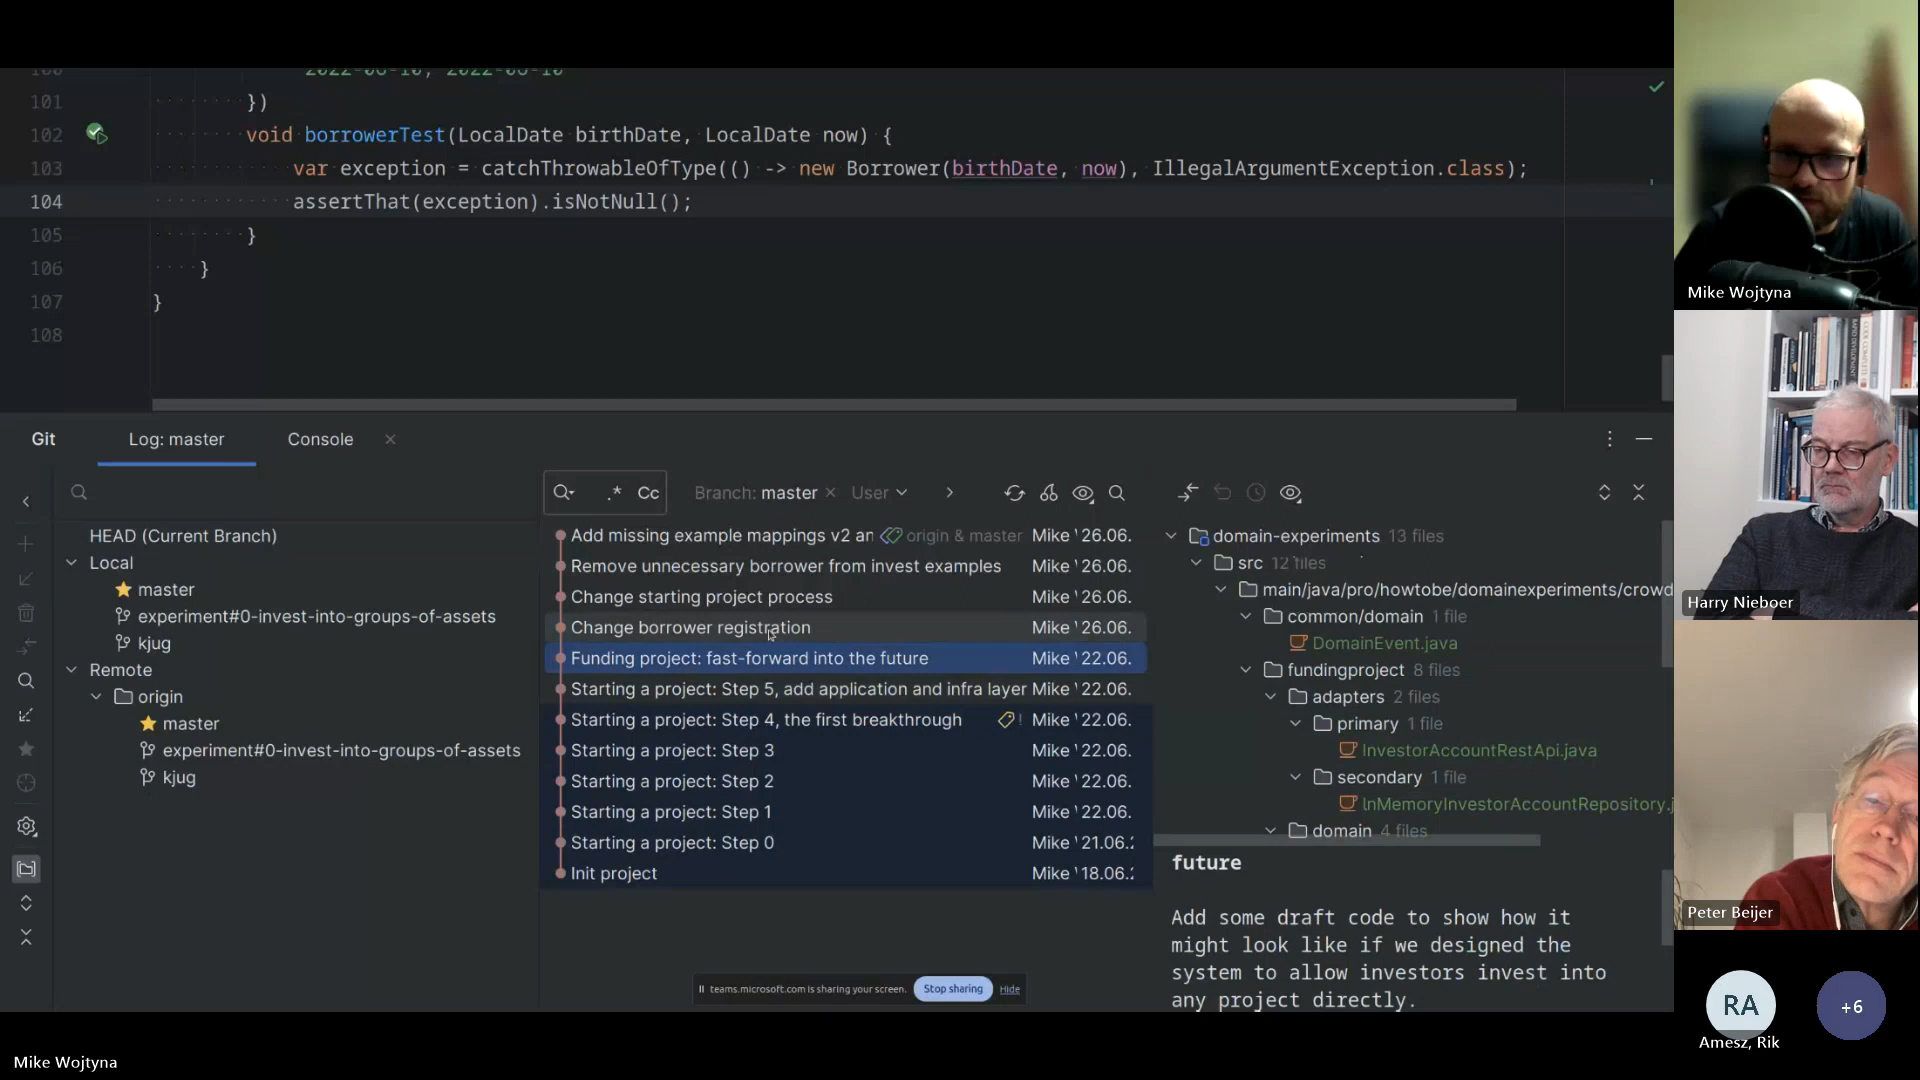 101 })
102 void borrowerTest(LocalDate birthDate, LocalDate now) {
103 var exception = catchThrowableOfType(() -> new Borrower(birthDate, now), IllegalArgumentException.class);
104 assertThat(exception).isNotNull();
105 }
106 }
107 }
108
Git Log: master Console
.* Cc Branch: master User
HEAD (Current Branch)
Local
master
experiment#0-invest-into-groups-of-assets
kjug
Remote
origin
master
experiment#0-invest-into-groups-of-assets
kjug
Add missing example mappings v2 an origin & master Mike 26.06.
Remove unnecessary borrower from invest examples Mike 26.06.
Change starting project process Mike 26.06.
Change borrower registration Mike 26.06.
Funding project: fast-forward into the future Mike 22.06.
Starting a project: Step 5, add application and infra layer Mike 22.06.
Starting a project: Step 4, the first breakthrough Mike 22.06.
Starting a project: Step 3 Mike 22.06.
Starting a project: Step 2 Mike 22.06.
Starting a project: Step 1 Mike 22.06.
Starting a project: Step 0 Mike 21.06.
Init project Mike 18.06.
domain-experiments 13 files
src 12 files
main/java/pro/howtobe/domainexperiments/crowd
common/domain 1 file
DomainEvent.java
fundingproject 8 files
adapters 2 files
primary 1 file
InvestorAccountRestApi.java
secondary 1 file
InMemoryInvestorAccountRepository.j
domain 4 files
future
Add some draft code to show how it
might look like if we designed the
system to allow investors invest into
any project directly.
teams.microsoft.com is sharing your screen. Stop sharing Hide
Mike Wojtyna
Harry Nieboer
Peter Beijer
RA
+6
Amesz, Rik
Mike Wojtyna